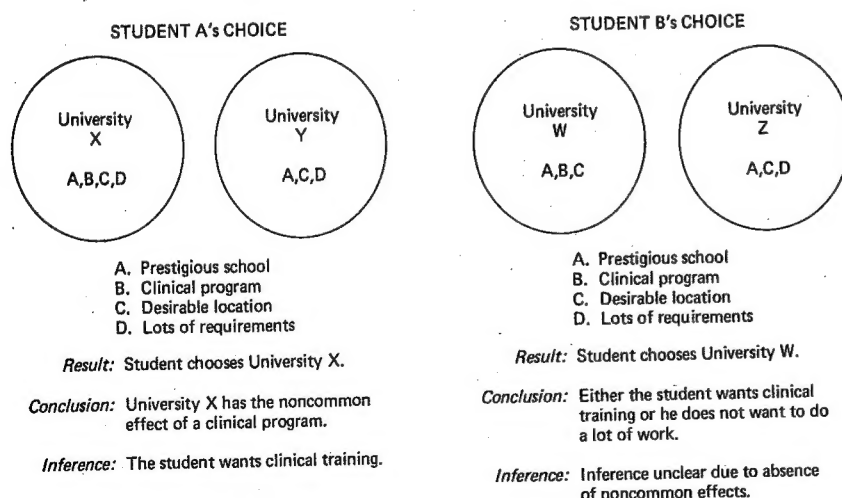 STUDENT A's CHOICE
University
X
A,B,C,D
University
Y
A,C,D
A. Prestigious school
B. Clinical program
C. Desirable location
D. Lots of requirements
Result: Student chooses University X.
Conclusion: University X has the noncommon
effect of a clinical program.
Inference: The student wants clinical training.
STUDENT B's CHOICE
University
W
A,B,C
University
Z
A,C,D
A. Prestigious school
B. Clinical program
C. Desirable location
D. Lots of requirements
Result: Student chooses University W.
Conclusion: Either the student wants clinical
training or he does not want to do
a lot of work.
Inference: Inference unclear due to absence
of noncommon effects.